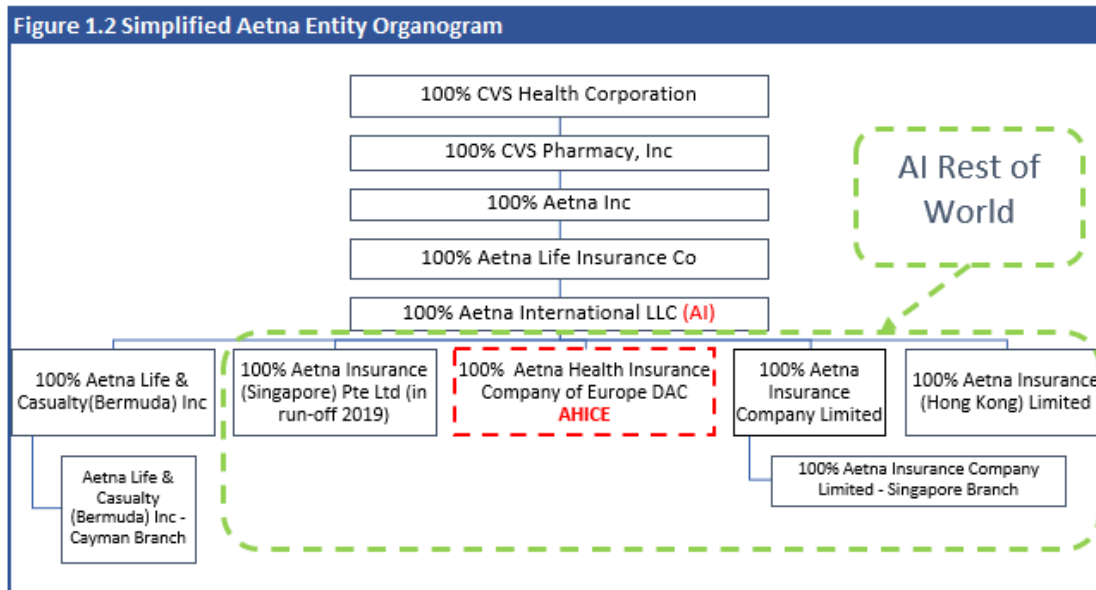 Figure 1.2 Simplified Aetna Entity Organogram
100% CVS Health Corporation
100% CVS Pharmacy, Inc
100% Aetna Inc
100% Aetna Life Insurance Co
100% Aetna International LLC (AI)
AI Rest of
World
100% Aetna Life &
Casualty(Bermuda) Inc
100% Aetna Insurance
(Singapore) Pte Ltd (in
run-off 2019)
100%  Aetna Health Insurance
Company of Europe DAC
AHICE
100% Aetna
Insurance
Company Limited
100% Aetna Insurance
(Hong Kong) Limited
Aetna Life &
Casualty
(Bermuda) Inc -
Cayman Branch
100% Aetna Insurance Company
Limited - Singapore Branch